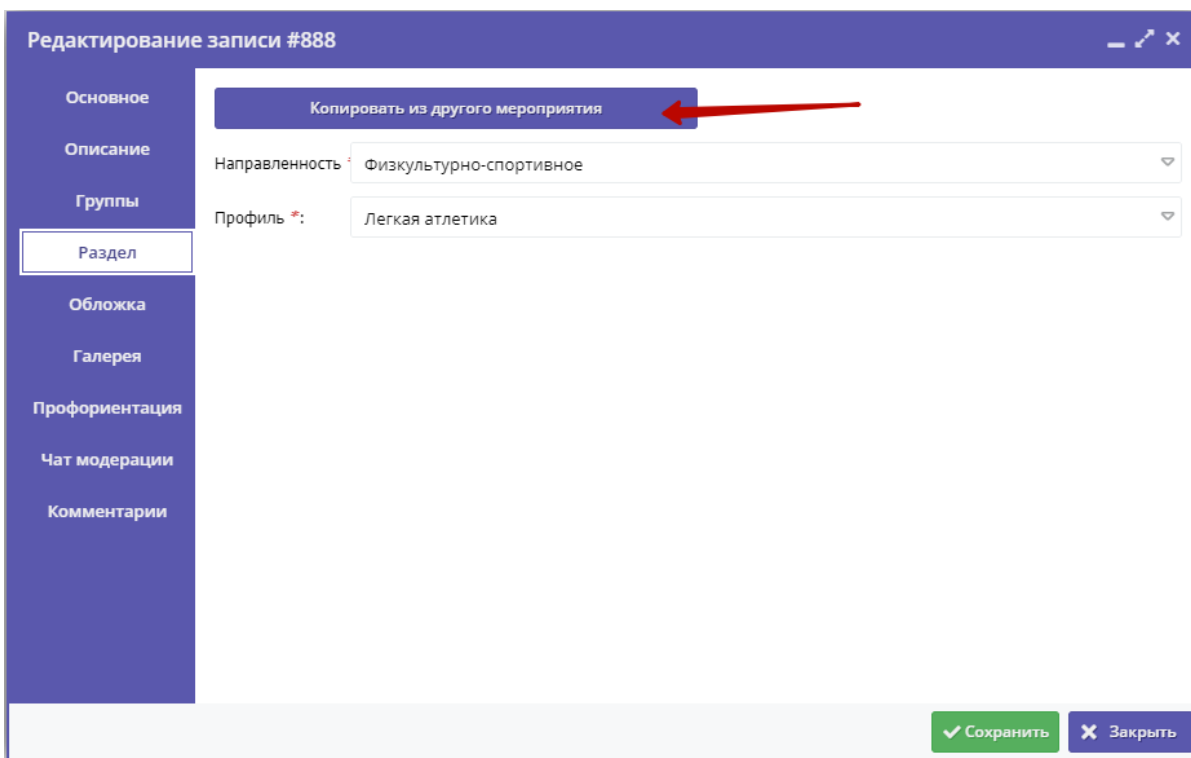 Редактирование записи #888
Основное
Описание
Группы
Раздел
Обложка
Галерея
Профориентация
Чат модерации
Комментарии
Копировать из другого мероприятия
Направленность * Физкультурно-спортивное
Профиль *: Легкая атлетика
Сохранить
Закрыть